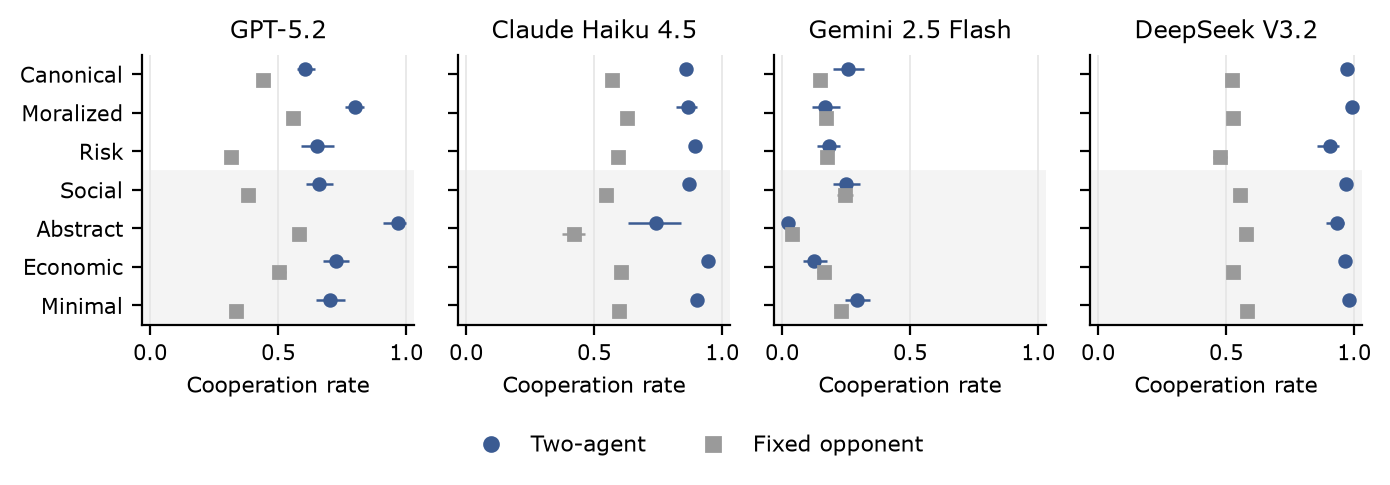 GPT-5.2 Claude Haiku 4.5 Gemini 2.5 Flash DeepSeek V3.2
Canonical
Moralized
Risk
Social
Abstract
Economic
Minimal
0.0 0.5 1.0 0.0 0.5 1.0 0.0 0.5 1.0 0.0 0.5 1.0
Cooperation rate Cooperation rate Cooperation rate Cooperation rate
Two-agent Fixed opponent